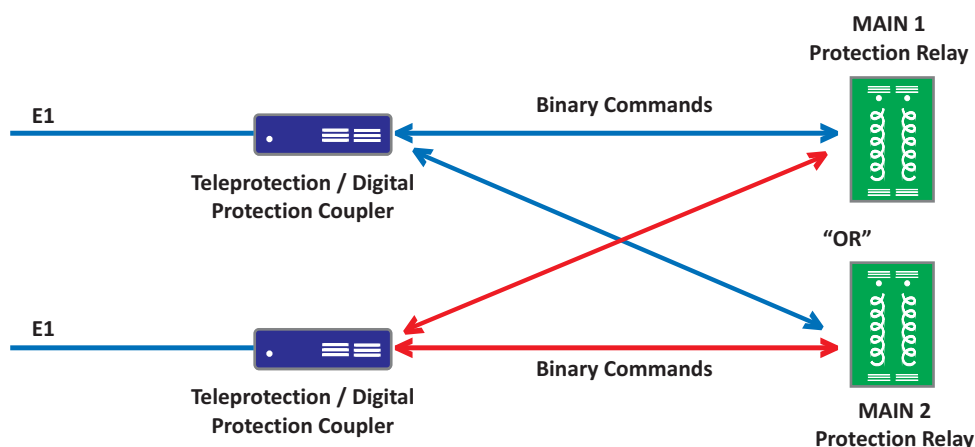 MAIN 1
Protection Relay
E1
Binary Commands
Teleprotection / Digital
Protection Coupler
“OR”
E1
Binary Commands
Teleprotection / Digital
Protection Coupler
MAIN 2
Protection Relay